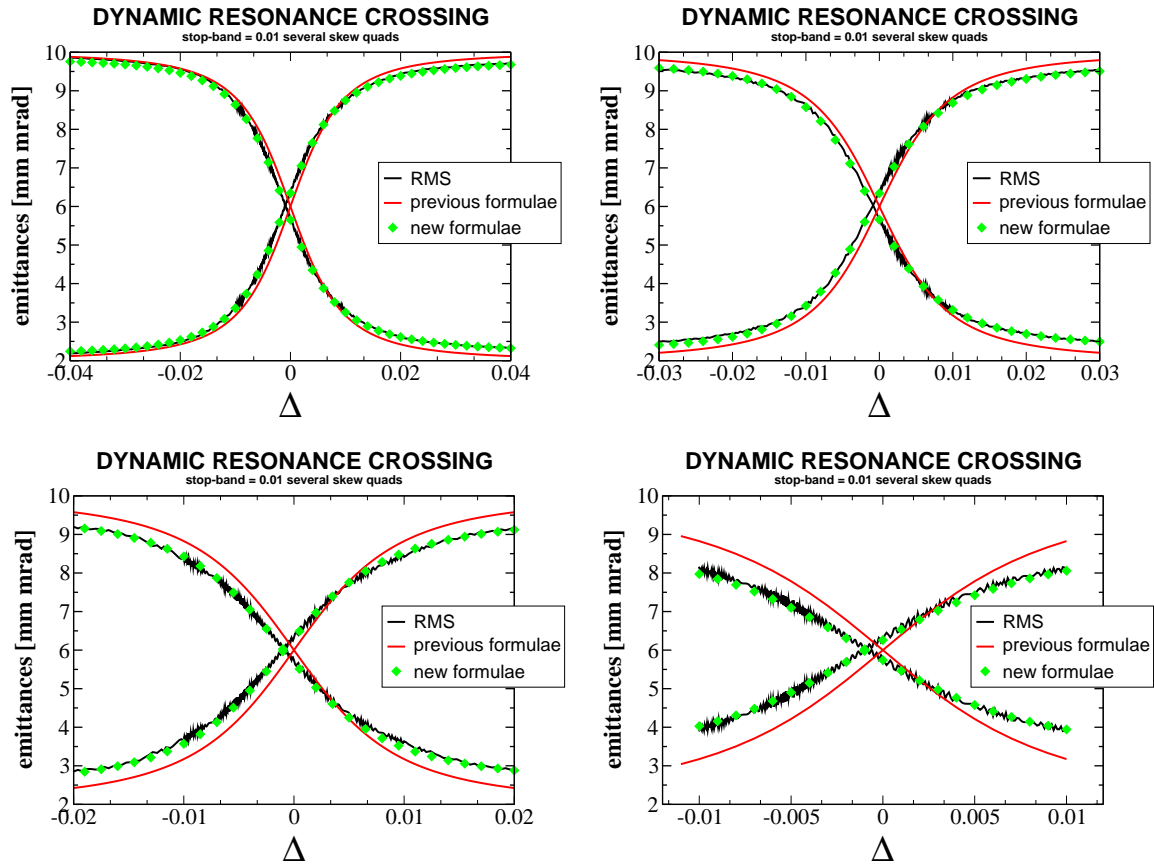 DYNAMIC RESONANCE CROSSING
stop-band = 0.01 several skew quads
emittances [mm mrad]
10
9
8
7
6
5
4
3
2
RMS
previous formulae
new formulae
-0.04 -0.02 0 0.02 0.04
Δ
DYNAMIC RESONANCE CROSSING
stop-band = 0.01 several skew quads
emittances [mm mrad]
10
9
8
7
6
5
4
3
2
RMS
previous formulae
new formulae
-0.03 -0.02 -0.01 0 0.01 0.02 0.03
Δ
DYNAMIC RESONANCE CROSSING
stop-band = 0.01 several skew quads
emittances [mm mrad]
10
9
8
7
6
5
4
3
2
RMS
previous formulae
new formulae
-0.02 -0.01 0 0.01 0.02
Δ
DYNAMIC RESONANCE CROSSING
stop-band = 0.01 several skew quads
emittances [mm mrad]
10
9
8
7
6
5
4
3
2
RMS
previous formulae
new formulae
-0.01 -0.005 0 0.005 0.01
Δ